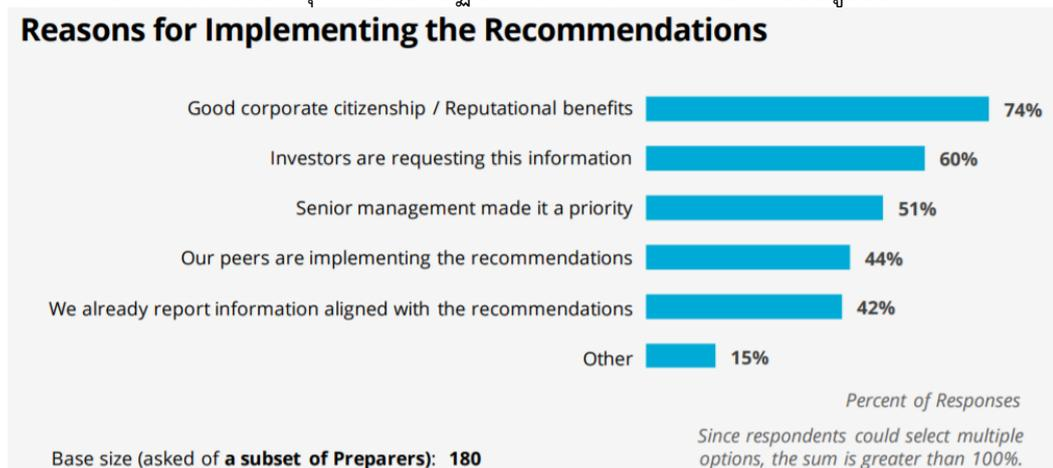 Reasons for Implementing the Recommendations
Good corporate citizenship / Reputational benefits 74%
Investors are requesting this information 60%
Senior management made it a priority 51%
Our peers are implementing the recommendations 44%
We already report information aligned with the recommendations 42%
Other 15%
Percent of Responses
Since respondents could select multiple
options, the sum is greater than 100%.
Base size (asked of a subset of Preparers): 180